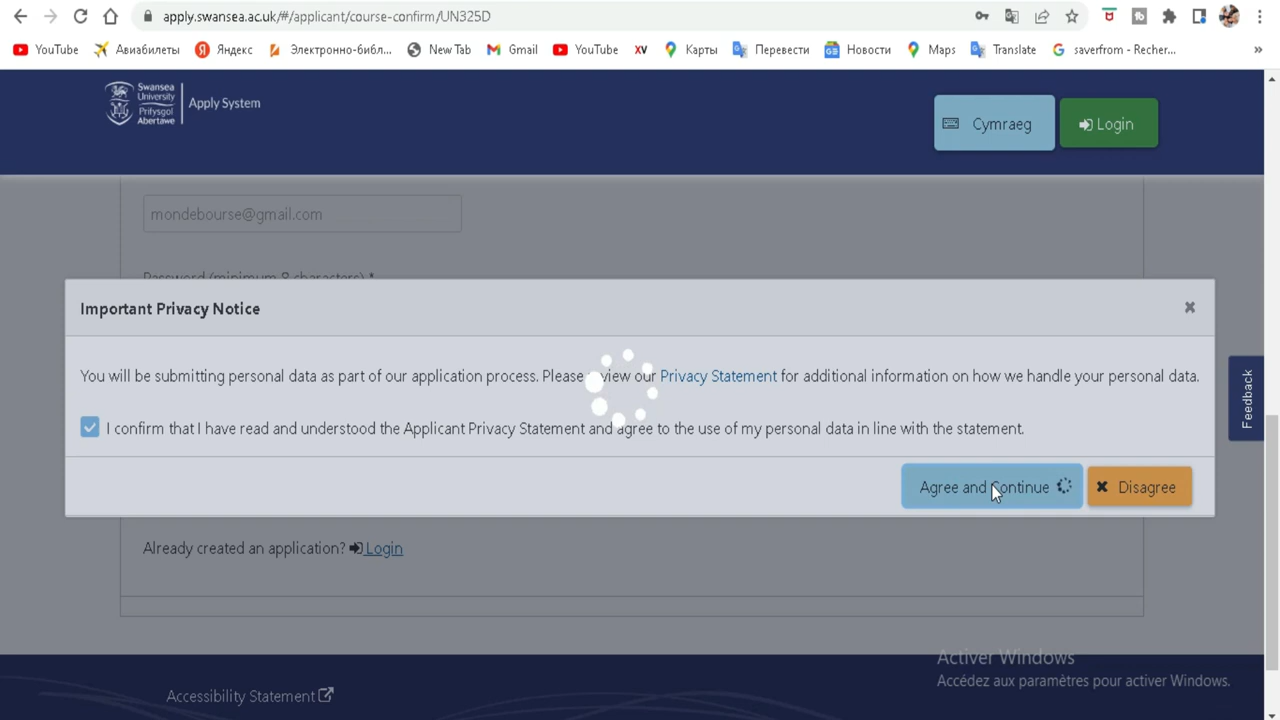 apply.swansea.ac.uk/#/applicant/course-confirm/UN325D
YouTube Авиабилеты Яндекс Электронно-библ... New Tab Gmail YouTube XV Карты Перевести Новости Maps Translate saverfrom - Recher... »
Swansea
University
Prifysgol
Abertawe
Apply System
Cymraeg
Login
mondebourse@gmail.com
Password (minimum 8 characters) *
Important Privacy Notice
You will be submitting personal data as part of our application process. Please view our Privacy Statement for additional information on how we handle your personal data.
I confirm that I have read and understood the Applicant Privacy Statement and agree to the use of my personal data in line with the statement.
Agree and Continue
Disagree
Feedback
Already created an application? Login
Activer Windows
Accédez aux paramètres pour activer Windows.
Accessibility Statement